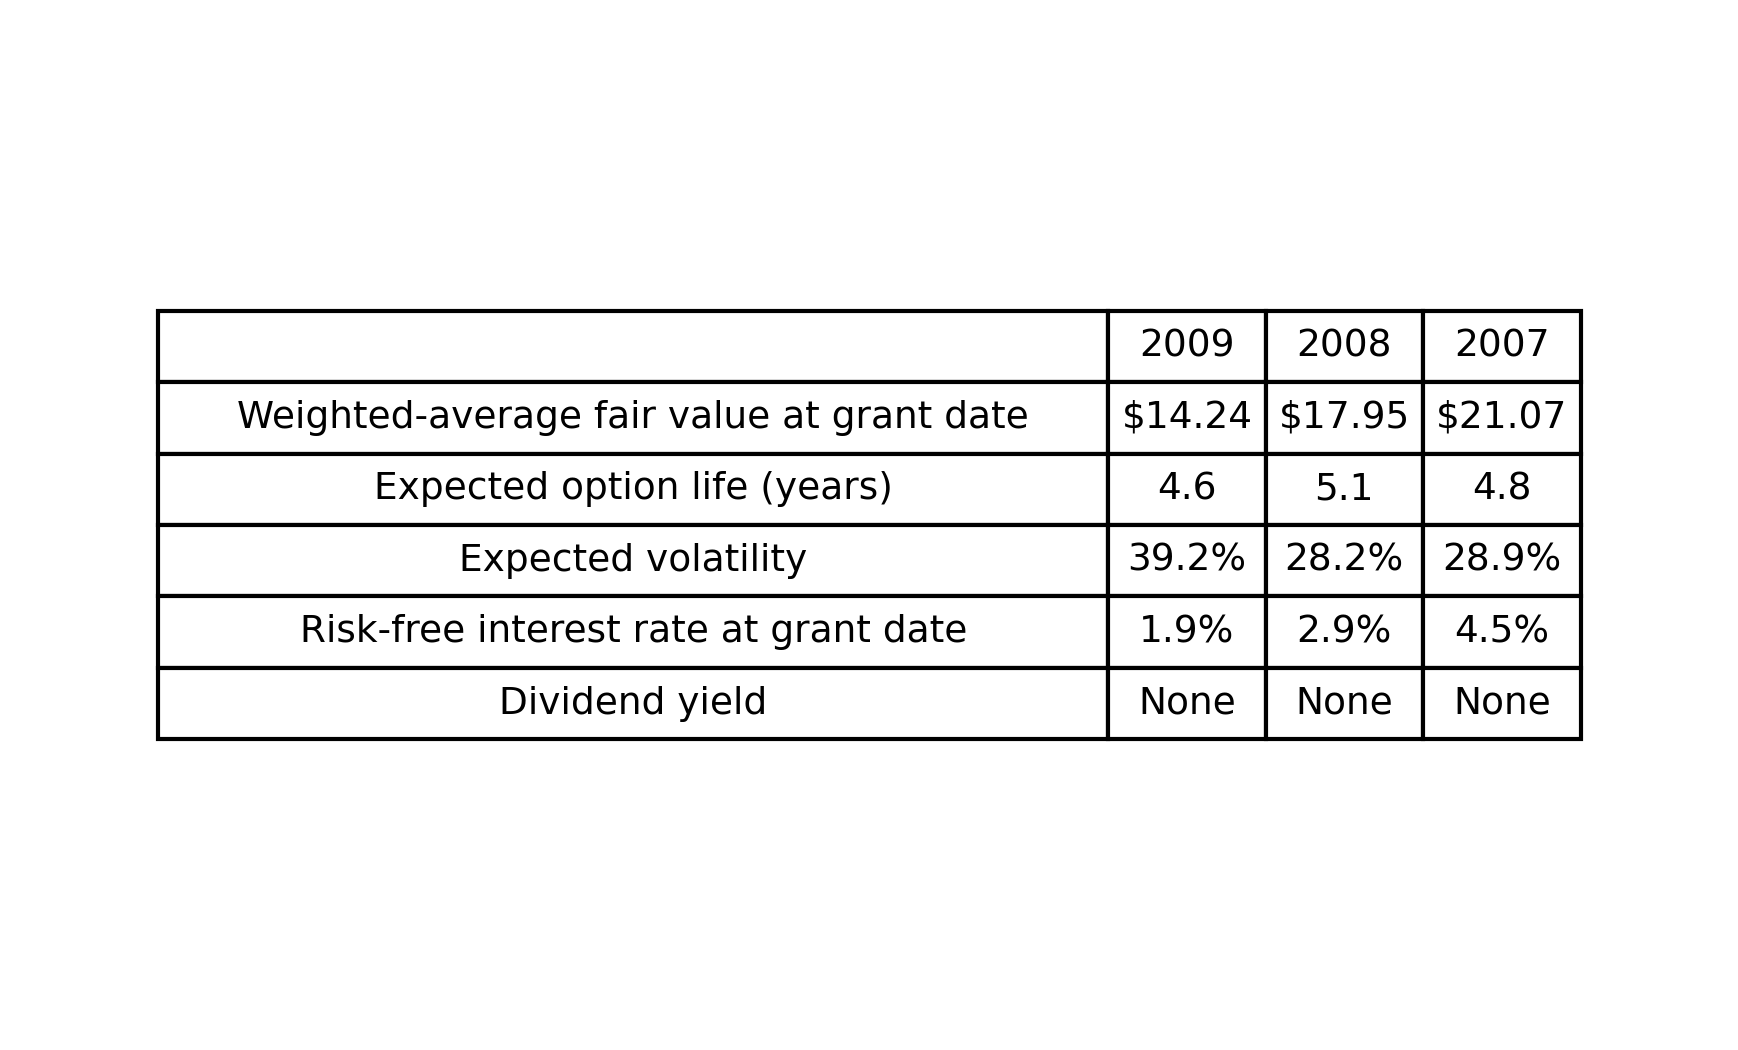 2009 2008 2007
Weighted-average fair value at grant date $14.24 $17.95 $21.07
Expected option life (years) 4.6 5.1 4.8
Expected volatility 39.2% 28.2% 28.9%
Risk-free interest rate at grant date 1.9% 2.9% 4.5%
Dividend yield None None None